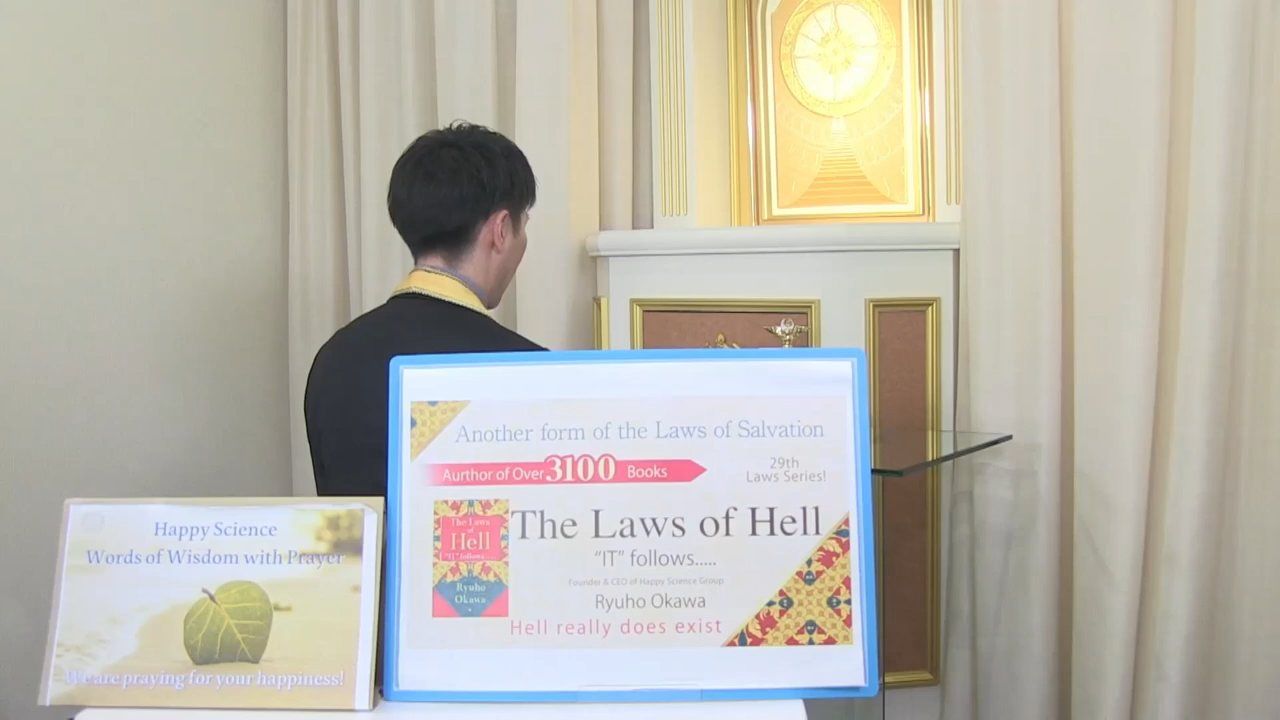 Happy Science
Words of Wisdom with Prayer
We are praying for your happiness!
Another form of the Laws of Salvation
Aurthor of Over 3100 Books
29th
Laws Series!
The Laws
of
Hell
"IT" follows.....
Ryuho
Okawa
The Laws of Hell
"IT" follows.....
Founder & CEO of Happy Science Group
Ryuho Okawa
Hell really does exist